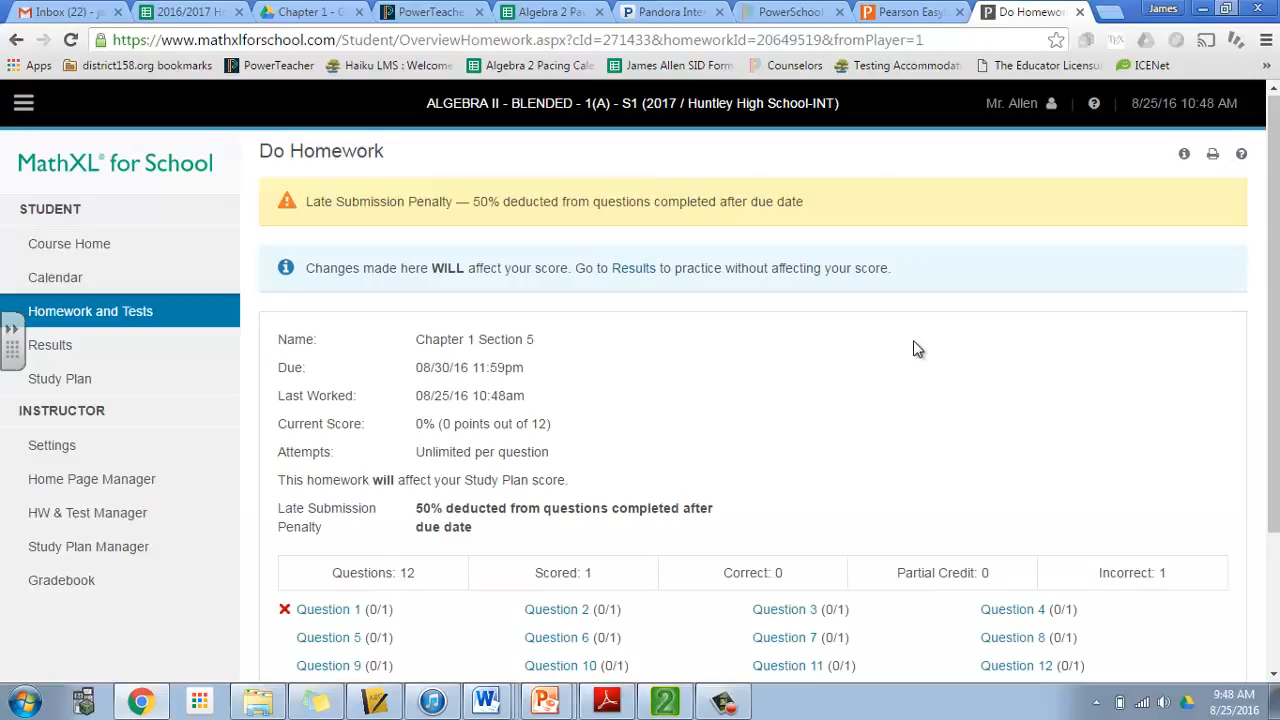 Inbox (22) - j
2016/2017 H
Chapter 1 - G
PowerTeache
Algebra 2 Pa
Pandora Inte
PowerSchool
Pearson Easy
Do Homewor
James
https://www.mathxlforschool.com/Student/OverviewHomework.aspx?cId=271433&homeworkId=20649519&fromPlayer=1
Apps
district158.org bookmarks
PowerTeacher
Haiku LMS : Welcome
Algebra 2 Pacing Cale
James Allen SID Form
Counselors
Testing Accommodat
The Educator Licensu
ICENet
»
ALGEBRA II - BLENDED - 1(A) - S1 (2017 / Huntley High School-INT)
Mr. Allen
8/25/16 10:48 AM
MathXL® for School
Do Homework
Late Submission Penalty — 50% deducted from questions completed after due date
STUDENT
Course Home
Calendar
Homework and Tests
Results
Study Plan
INSTRUCTOR
Settings
Home Page Manager
HW & Test Manager
Study Plan Manager
Gradebook
Changes made here WILL affect your score. Go to Results to practice without affecting your score.
Name: Chapter 1 Section 5
Due: 08/30/16 11:59pm
Last Worked: 08/25/16 10:48am
Current Score: 0% (0 points out of 12)
Attempts: Unlimited per question
This homework will affect your Study Plan score.
Late Submission Penalty
50% deducted from questions completed after
due date
Questions: 12 Scored: 1 Correct: 0 Partial Credit: 0 Incorrect: 1
Question 1 (0/1) Question 2 (0/1) Question 3 (0/1) Question 4 (0/1)
Question 5 (0/1) Question 6 (0/1) Question 7 (0/1) Question 8 (0/1)
Question 9 (0/1) Question 10 (0/1) Question 11 (0/1) Question 12 (0/1)
9:48 AM
8/25/2016